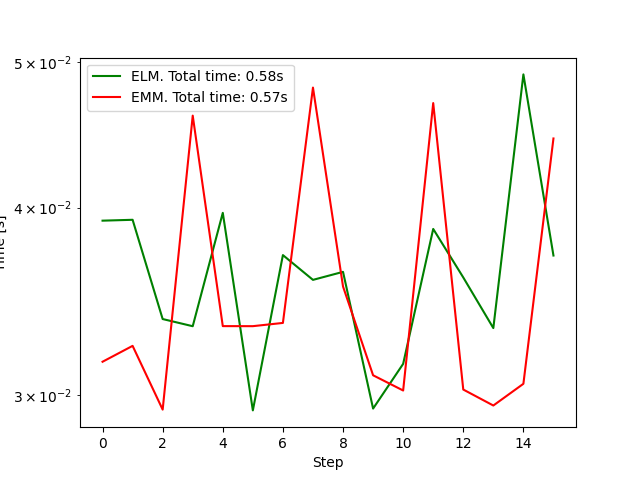 ELM. Total time: 0.58s
EMM. Total time: 0.57s
5 × 10⁻²
4 × 10⁻²
3 × 10⁻²
Time [s]
0 2 4 6 8 10 12 14
Step